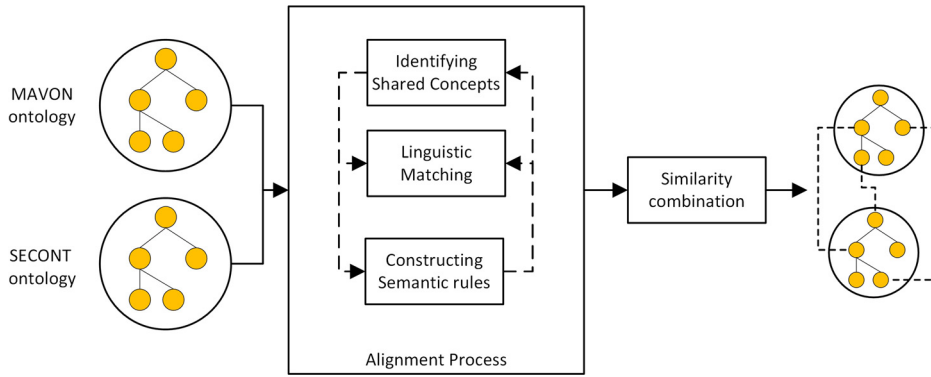 MAVON
ontology
SECONT
ontology
Identifying
Shared Concepts
Linguistic
Matching
Constructing
Semantic rules
Alignment Process
Similarity
combination